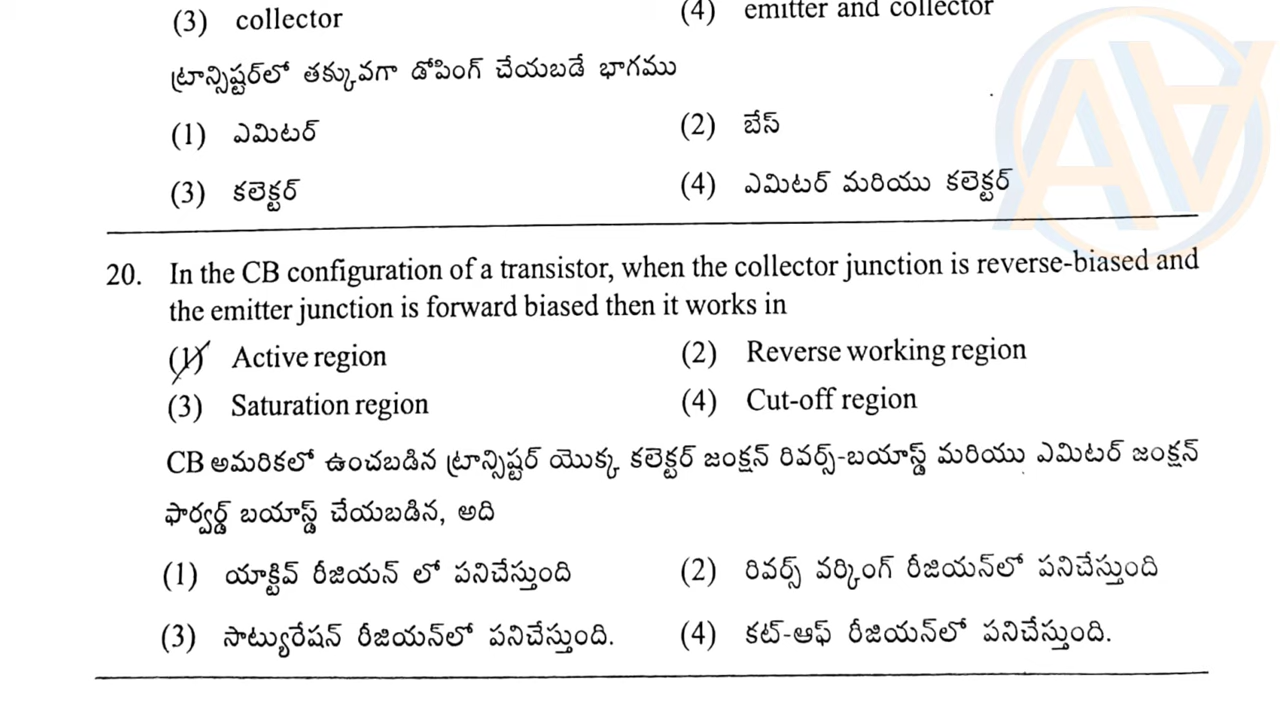 (3) collector (4) emitter and collector
ట్రాన్సిష్టర్‌లో తక్కువగా డోపింగ్ చేయబడే భాగము
(1) ఎమిటర్ (2) బేస్
(3) కలెక్టర్ (4) ఎమిటర్ మరియు కలెక్టర్
20. In the CB configuration of a transistor, when the collector junction is reverse-biased and
the emitter junction is forward biased then it works in
(1) Active region (2) Reverse working region
(3) Saturation region (4) Cut-off region
CB అమరికలో ఉంచబడిన ట్రాన్సిష్టర్ యొక్క కలెక్టర్ జంక్షన్ రివర్స్-బయాస్డ్ మరియు ఎమిటర్ జంక్షన్
ఫార్వర్డ్ బయాస్డ్ చేయబడిన, అది
(1) యాక్టివ్ రీజియన్ లో పనిచేస్తుంది (2) రివర్స్ వర్కింగ్ రీజియన్‌లో పనిచేస్తుంది
(3) సాట్యురేషన్ రీజియన్‌లో పనిచేస్తుంది. (4) కట్-ఆఫ్ రీజియన్‌లో పనిచేస్తుంది.